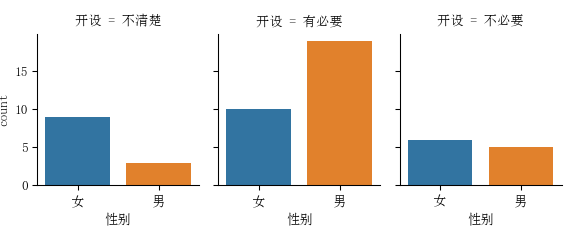 开设 = 不清楚
开设 = 有必要
开设 = 不必要
count
15
10
5
0
女
男
女
男
女
男
性别
性别
性别